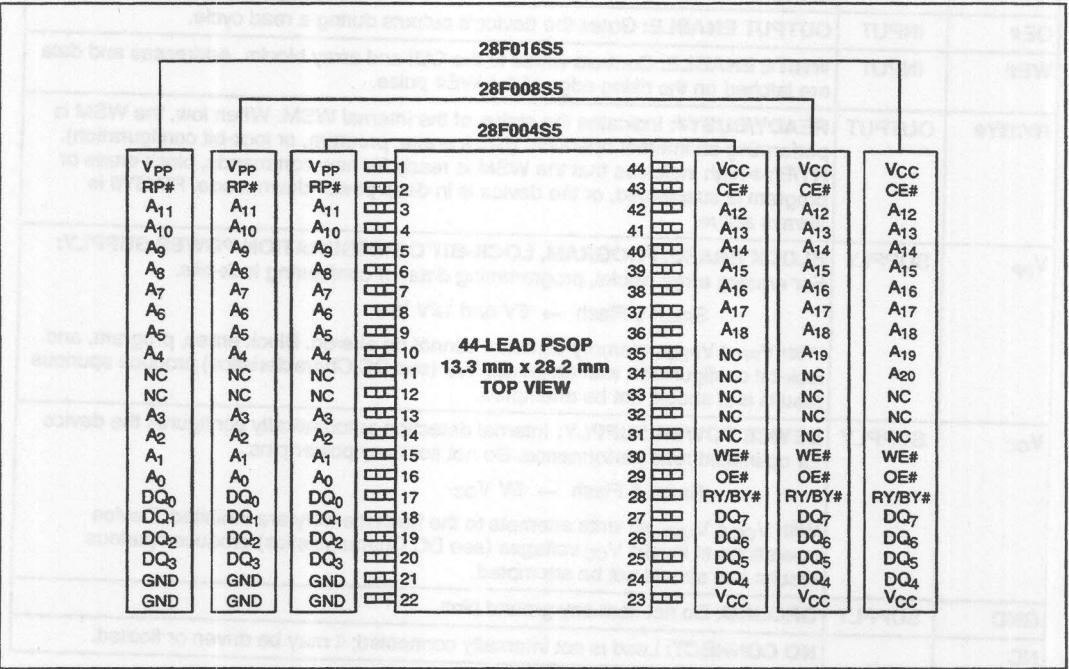 28F016S5
28F008S5
28F004S5
VPP VPP VPP 1 44 VCC VCC VCC
RP# RP# RP# 2 43 CE# CE# CE#
A11 A11 A11 3 42 A12 A12 A12
A10 A10 A10 4 41 A13 A13 A13
A9 A9 A9 5 40 A14 A14 A14
A8 A8 A8 6 39 A15 A15 A15
A7 A7 A7 7 38 A16 A16 A16
A6 A6 A6 8 37 A17 A17 A17
A5 A5 A5 9 36 A18 A18 A18
A4 A4 A4 10 44-LEAD PSOP 35 NC A19 A19
NC NC NC 11 13.3 mm x 28.2 mm 34 NC NC A20
NC NC NC 12 TOP VIEW 33 NC NC NC
A3 A3 A3 13 32 NC NC NC
A2 A2 A2 14 31 NC NC NC
A1 A1 A1 15 30 WE# WE# WE#
A0 A0 A0 16 29 OE# OE# OE#
DQ0 DQ0 DQ0 17 28 RY/BY# RY/BY# RY/BY#
DQ1 DQ1 DQ1 18 27 DQ7 DQ7 DQ7
DQ2 DQ2 DQ2 19 26 DQ6 DQ6 DQ6
DQ3 DQ3 DQ3 20 25 DQ5 DQ5 DQ5
GND GND GND 21 24 DQ4 DQ4 DQ4
GND GND GND 22 23 VCC VCC VCC